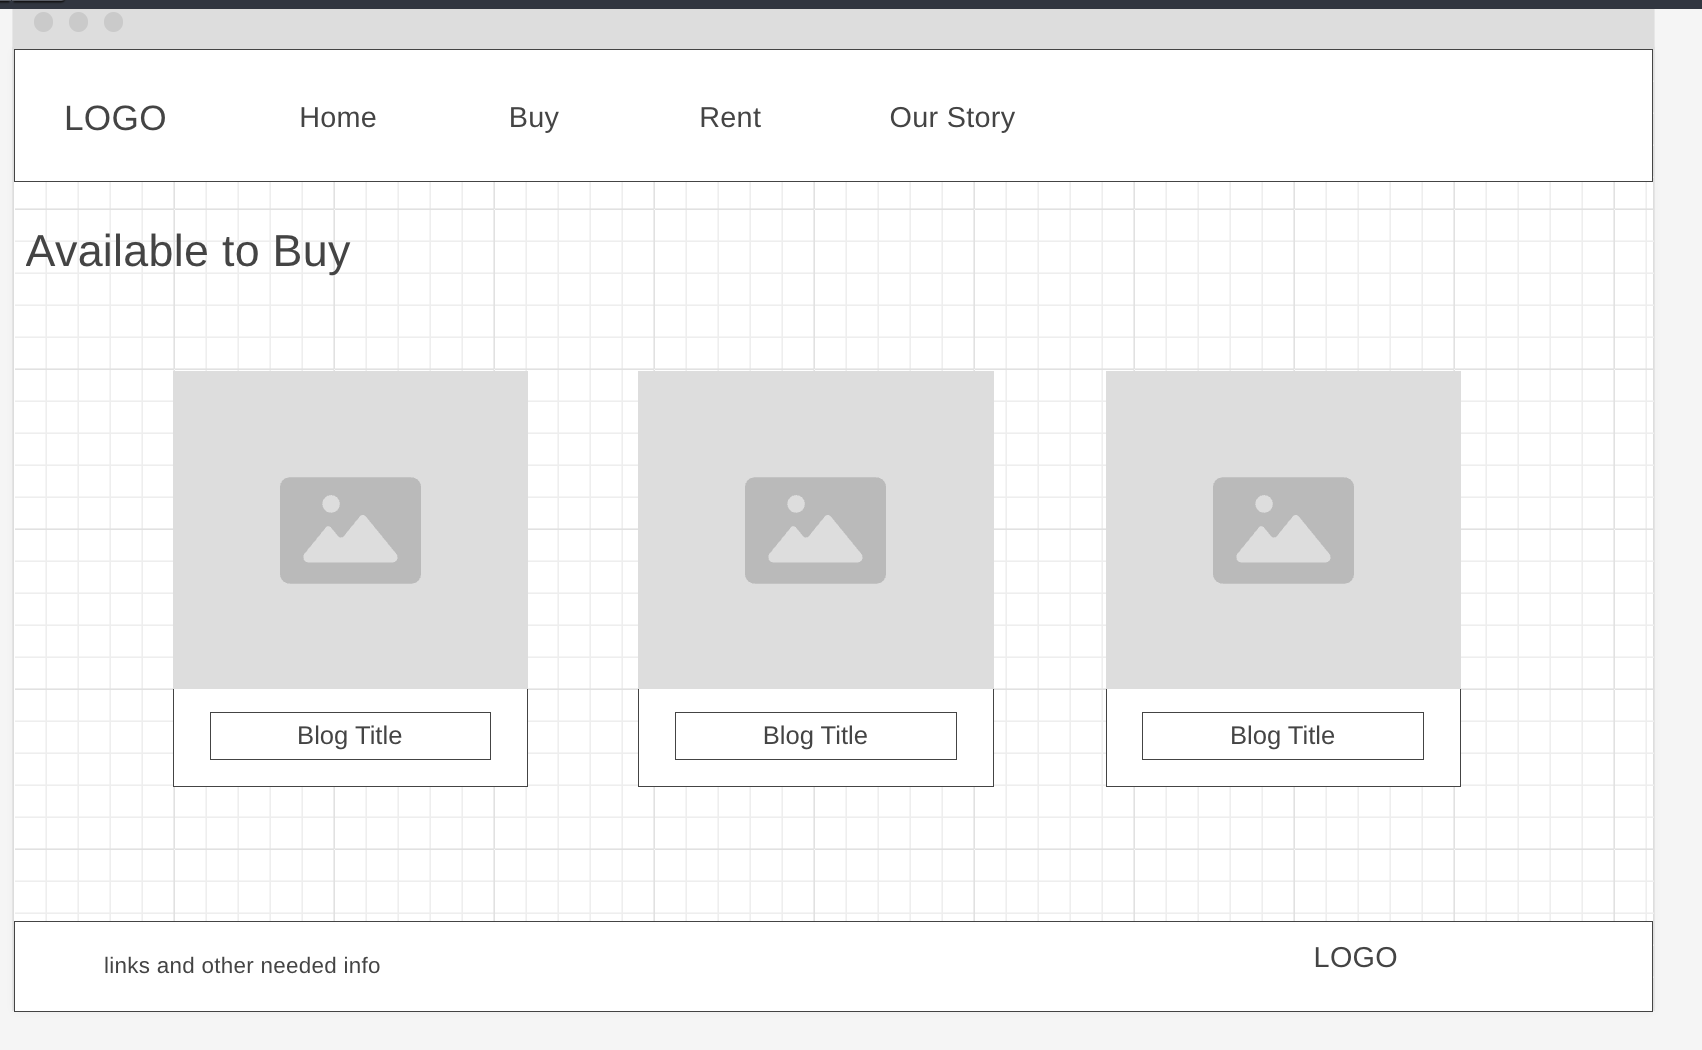 LOGO
Home
Buy
Rent
Our Story
Available to Buy
Blog Title
Blog Title
Blog Title
links and other needed info
LOGO